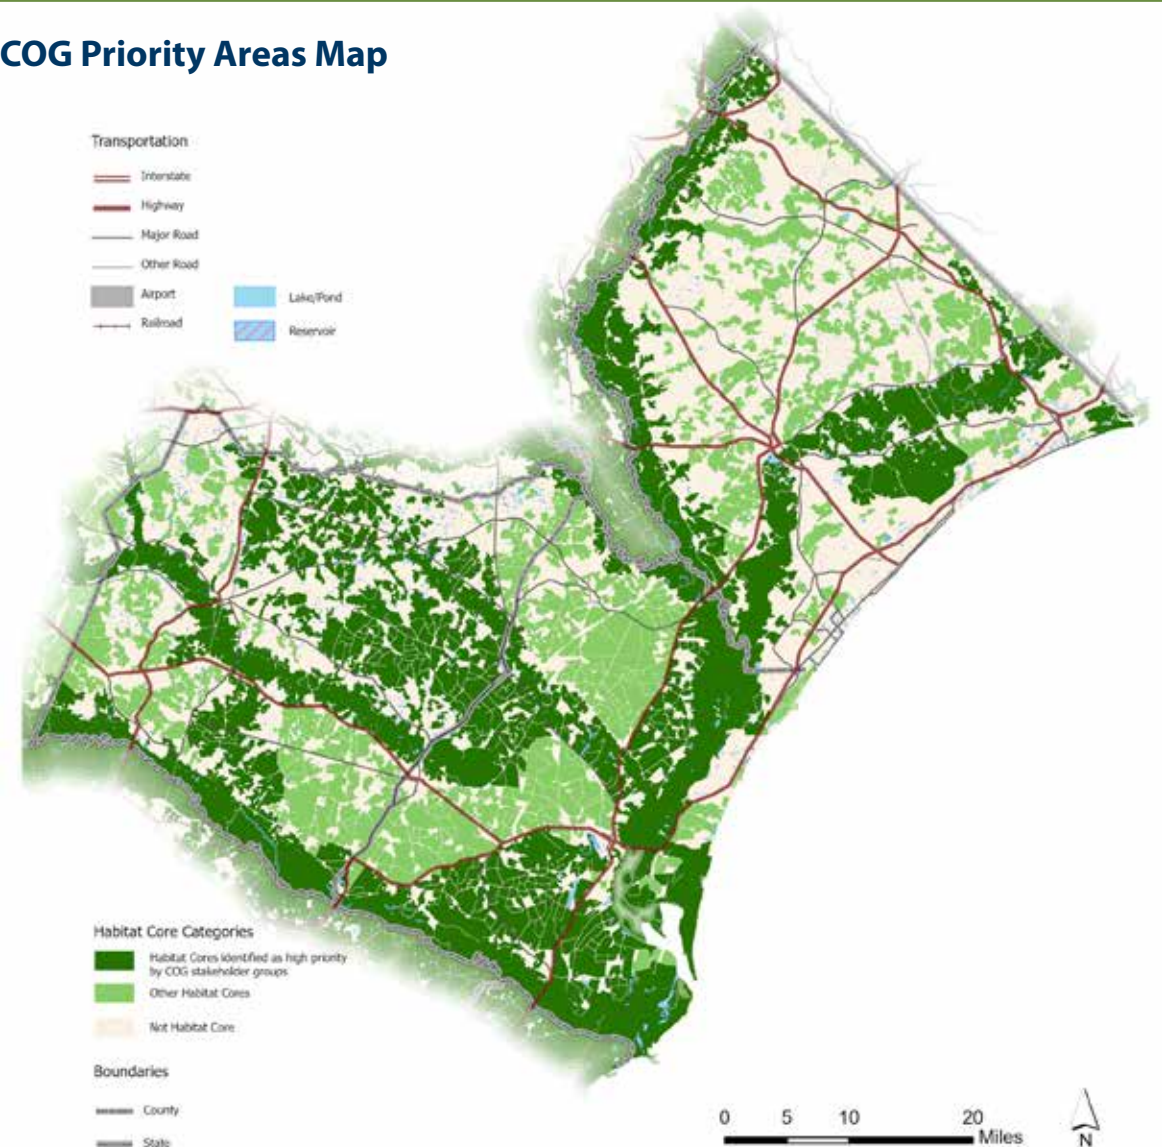 COG Priority Areas Map
Transportation
Interstate
Highway
Major Road
Other Road
Airport
Railroad
Lake/Pond
Reservoir
Habitat Core Categories
Habitat Cores identified as high priority
by COG stakeholder groups
Other Habitat Cores
Not Habitat Core
Boundaries
County
State
0 5 10 20
Miles
N